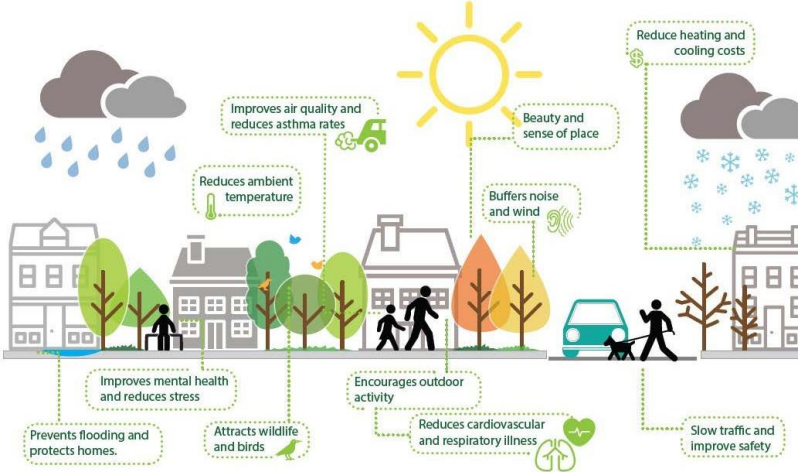 Reduce heating and
cooling costs
Improves air quality and
reduces asthma rates
Beauty and
sense of place
Reduces ambient
temperature
Buffers noise
and wind
Improves mental health
and reduces stress
Encourages outdoor
activity
Prevents flooding and
protects homes.
Attracts wildlife
and birds
Reduces cardiovascular
and respiratory illness
Slow traffic and
improve safety